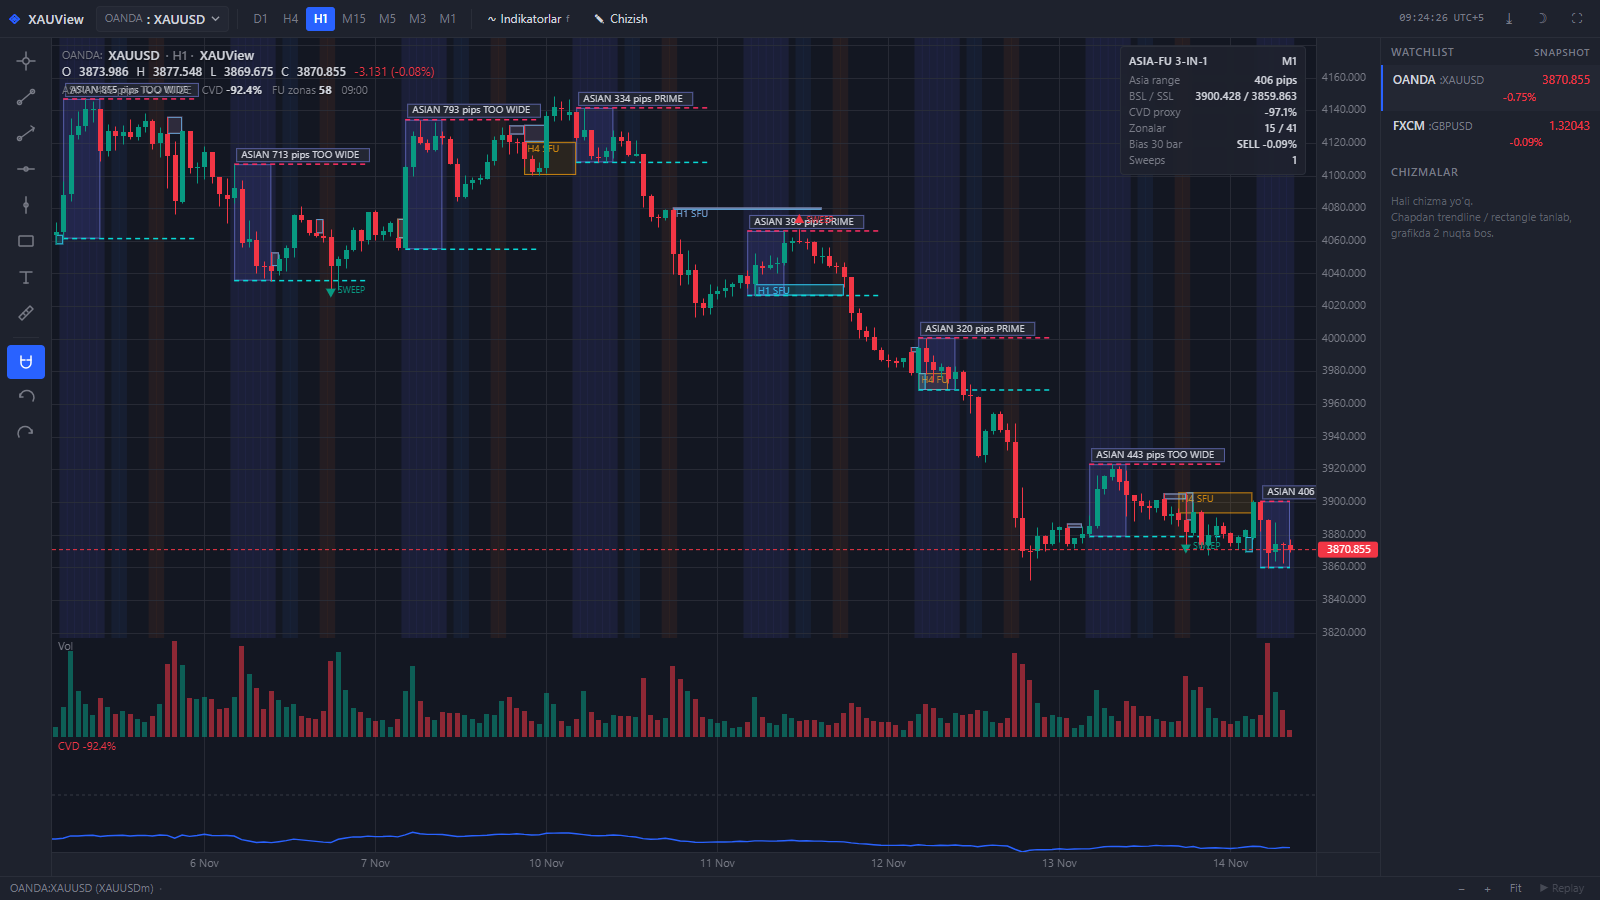 XAUView
OANDA : XAUUSD
D1 H4 H1 M15 M5 M3 M1
~ Indikatorlar f
Chizish
09:24:26 UTC+5
OANDA: XAUUSD · H1 · XAUView
O 3873.986 H 3877.548 L 3869.675 C 3870.855 -3.131 (-0.08%)
CVD -92.4% FU zonas 58 09:00
ASIAN 855 pips TOO WIDE
ASIAN 713 pips TOO WIDE
SWEEP
ASIAN 793 pips TOO WIDE
H4 SFU
ASIAN 334 pips PRIME
H1 SFU
ASIAN 398 pips PRIME
H1 SFU
ASIAN 320 pips PRIME
H4 FU
ASIAN 443 pips TOO WIDE
H4 SFU
SWEEP
ASIAN 406
ASIA-FU 3-IN-1 M1
Asia range 406 pips
BSL / SSL 3900.428 / 3859.863
CVD proxy -97.1%
Zonalar 15 / 41
Bias 30 bar SELL -0.09%
Sweeps 1
4160.000
4140.000
4120.000
4100.000
4080.000
4060.000
4040.000
4020.000
4000.000
3980.000
3960.000
3940.000
3920.000
3900.000
3880.000
3870.855
3860.000
3840.000
3820.000
Vol
CVD -92.4%
6 Nov 7 Nov 10 Nov 11 Nov 12 Nov 13 Nov 14 Nov
WATCHLIST SNAPSHOT
OANDA :XAUUSD 3870.855
-0.75%
FXCM :GBPUSD 1.32043
-0.09%
CHIZMALAR
Hali chizma yo'q.
Chapdan trendline / rectangle tanlab,
grafikda 2 nuqta bos.
OANDA:XAUUSD (XAUUSDm) ·
− + Fit Replay